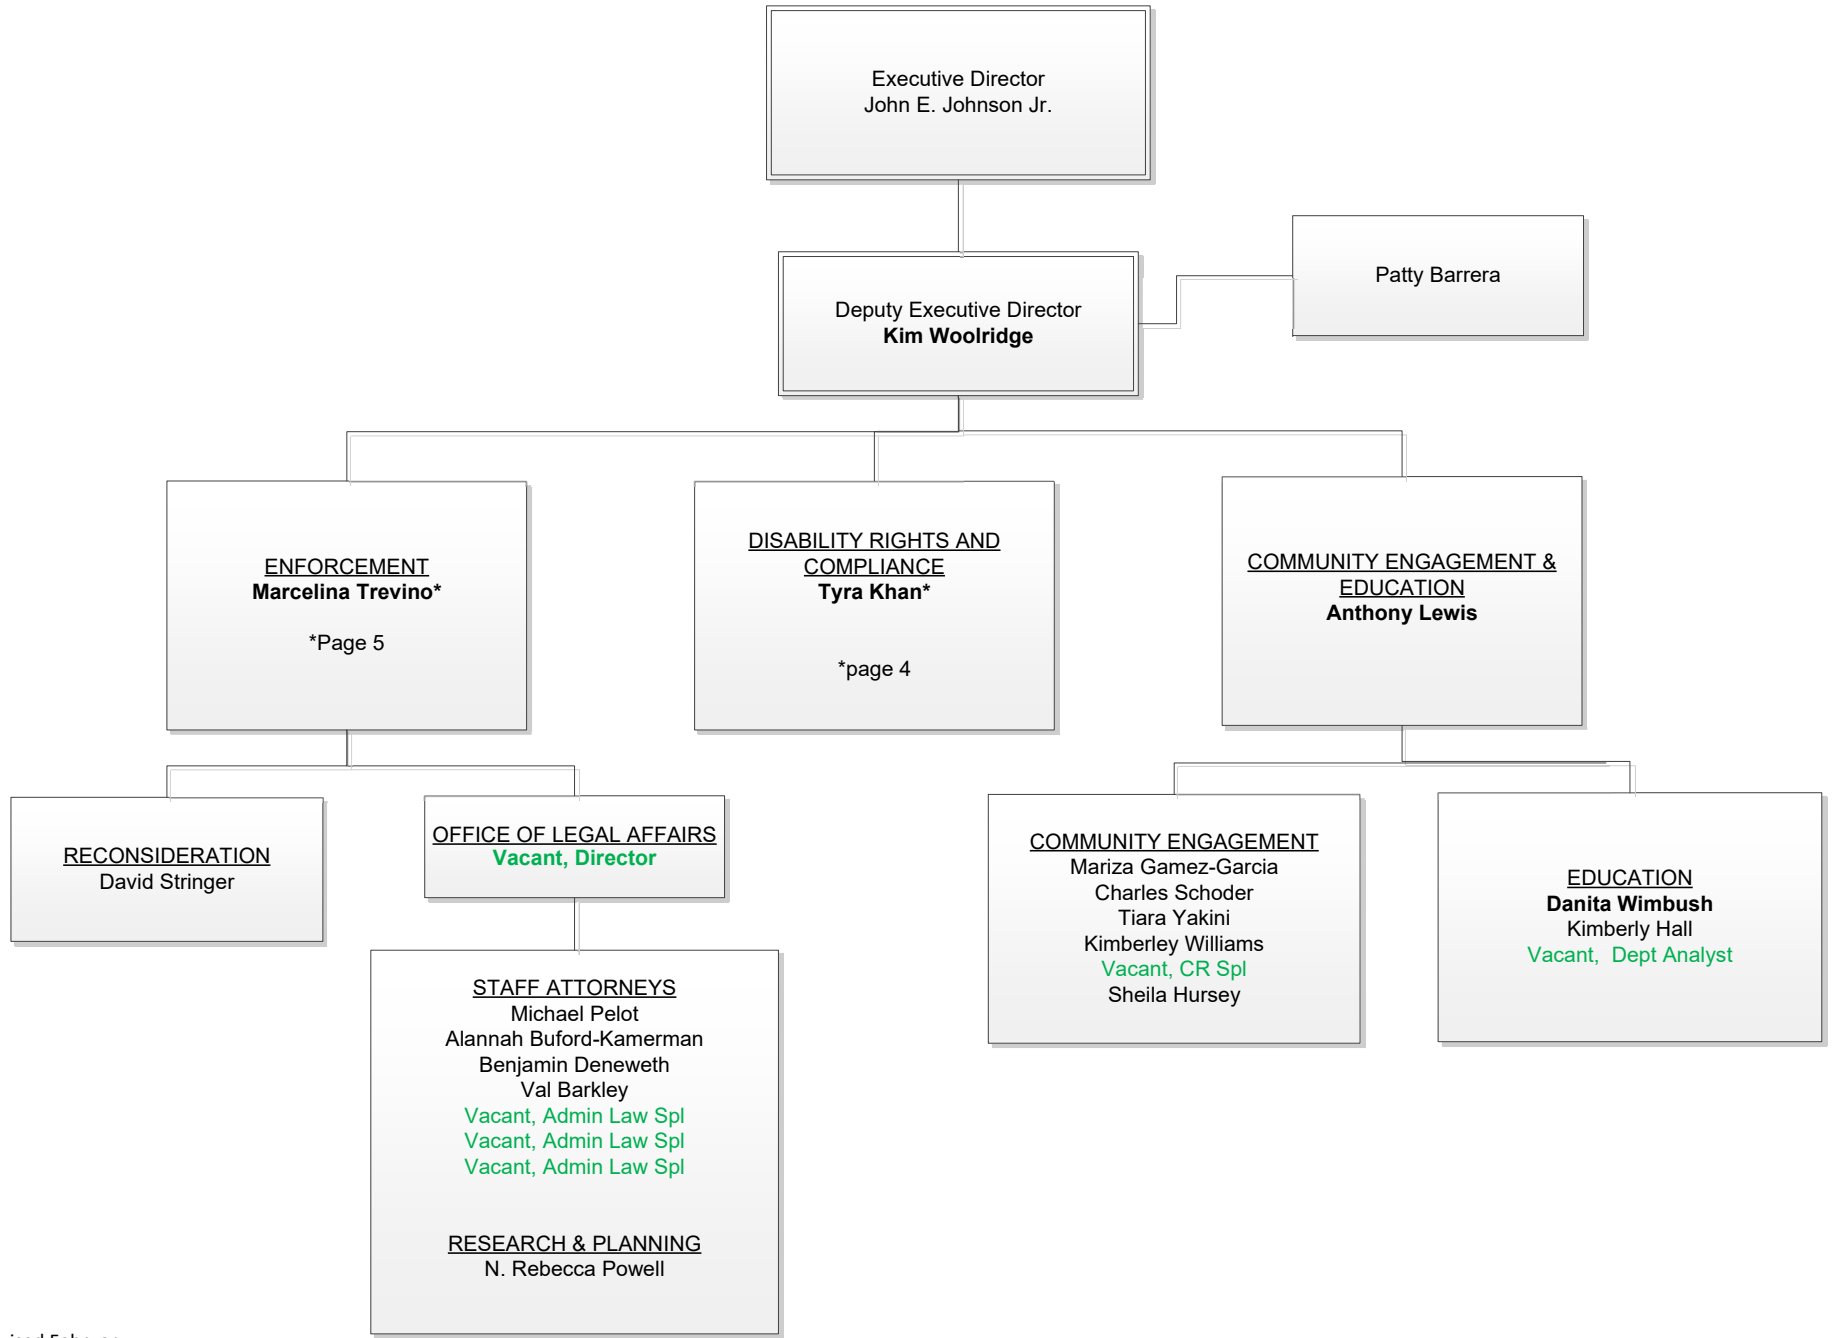 Executive Director
John E. Johnson Jr.
Patty Barrera
Deputy Executive Director
Kim Woolridge
ENFORCEMENT
Marcelina Trevino*
*Page 5
DISABILITY RIGHTS AND
COMPLIANCE
Tyra Khan*
*page 4
COMMUNITY ENGAGEMENT &
EDUCATION
Anthony Lewis
RECONSIDERATION
David Stringer
OFFICE OF LEGAL AFFAIRS
Vacant, Director
STAFF ATTORNEYS
Michael Pelot
Alannah Buford-Kamerman
Benjamin Deneweth
Val Barkley
Vacant, Admin Law Spl
Vacant, Admin Law Spl
Vacant, Admin Law Spl
RESEARCH & PLANNING
N. Rebecca Powell
COMMUNITY ENGAGEMENT
Mariza Gamez-Garcia
Charles Schoder
Tiara Yakini
Kimberley Williams
Vacant, CR Spl
Sheila Hursey
EDUCATION
Danita Wimbush
Kimberly Hall
Vacant, Dept Analyst